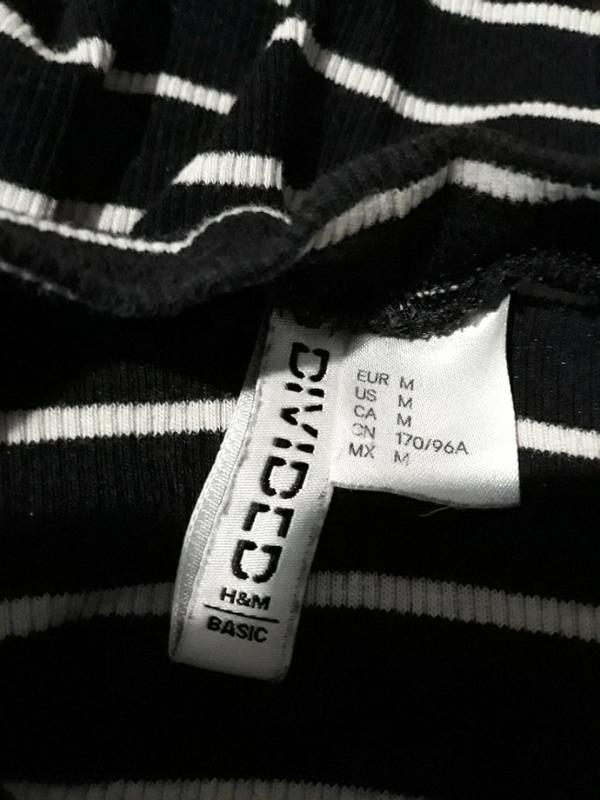 DIVIDED
H&M
BASIC
EUR M
US M
CA M
CN 170/96A
MX M